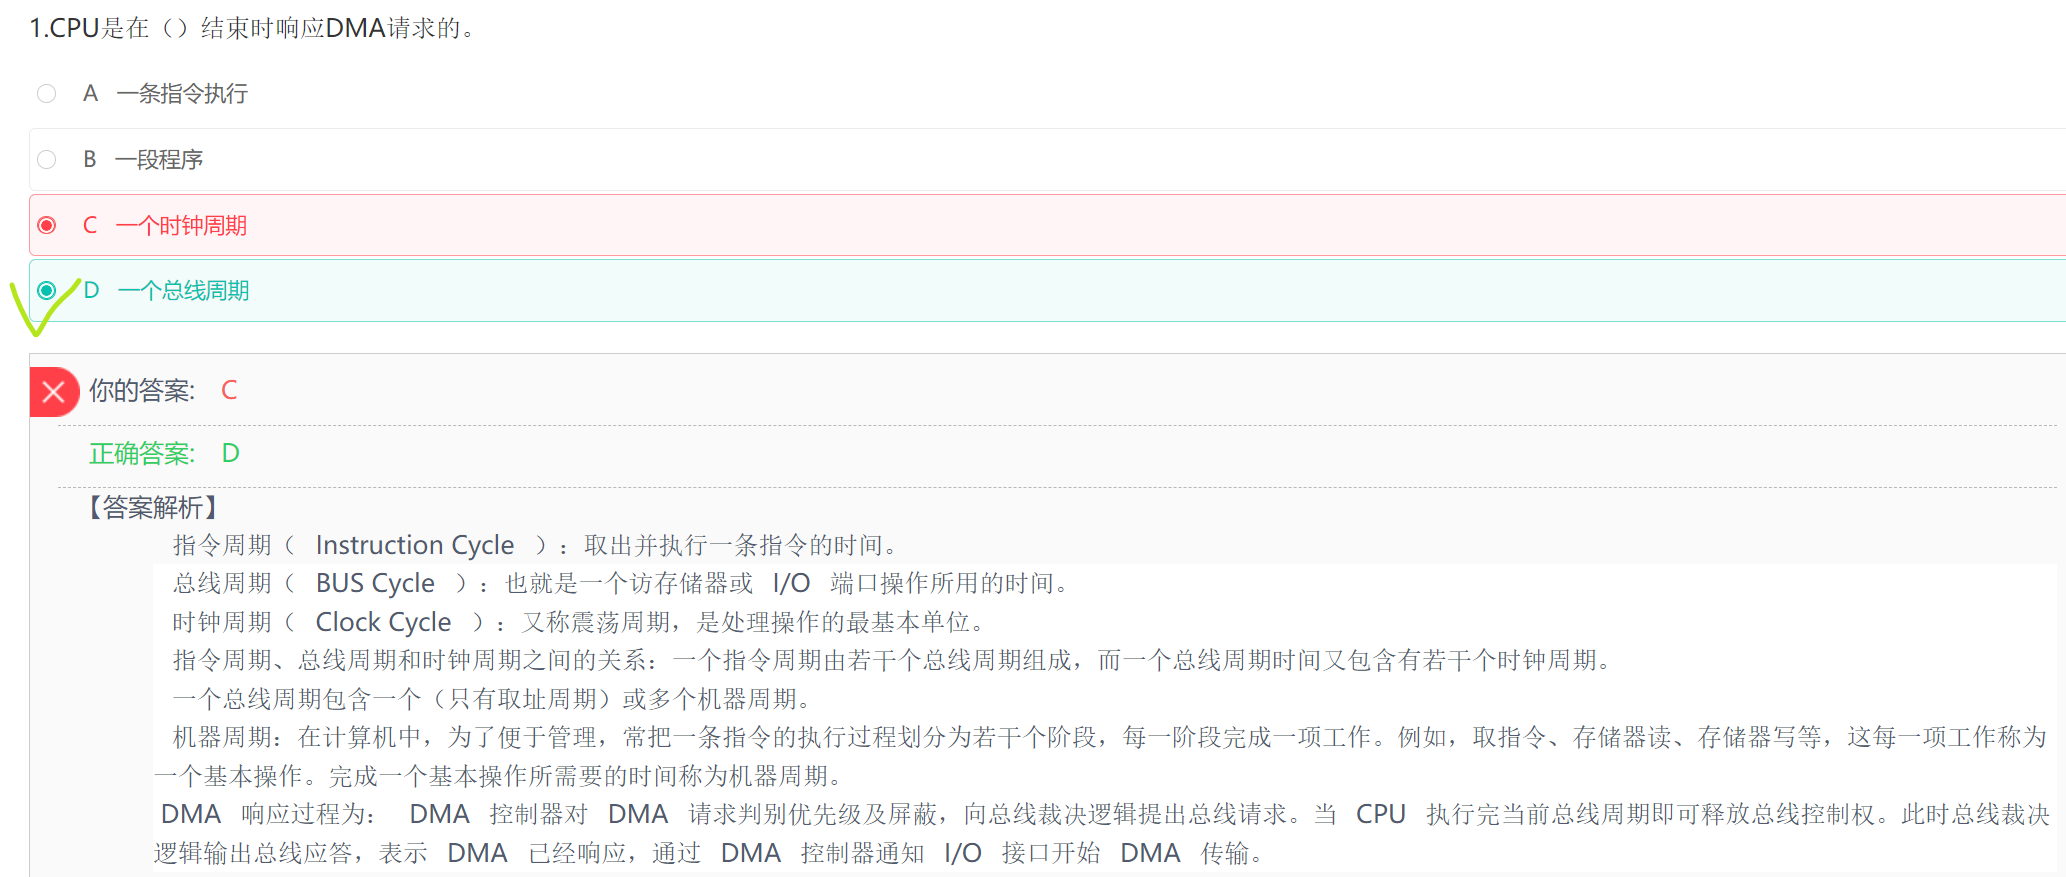 1.CPU是在（）结束时响应DMA请求的。
A 一条指令执行
B 一段程序
C 一个时钟周期
D 一个总线周期
你的答案: C
正确答案: D
【答案解析】
指令周期（ Instruction Cycle ）：取出并执行一条指令的时间。
总线周期（ BUS Cycle ）：也就是一个访存储器或 I/O 端口操作所用的时间。
时钟周期（ Clock Cycle ）：又称震荡周期，是处理操作的最基本单位。
指令周期、总线周期和时钟周期之间的关系：一个指令周期由若干个总线周期组成，而一个总线周期时间又包含有若干个时钟周期。
一个总线周期包含一个（只有取址周期）或多个机器周期。
机器周期：在计算机中，为了便于管理，常把一条指令的执行过程划分为若干个阶段，每一阶段完成一项工作。例如，取指令、存储器读、存储器写等，这每一项工作称为
一个基本操作。完成一个基本操作所需要的时间称为机器周期。
DMA 响应过程为： DMA 控制器对 DMA 请求判别优先级及屏蔽，向总线裁决逻辑提出总线请求。当 CPU 执行完当前总线周期即可释放总线控制权。此时总线裁决
逻辑输出总线应答，表示 DMA 已经响应，通过 DMA 控制器通知 I/O 接口开始 DMA 传输。